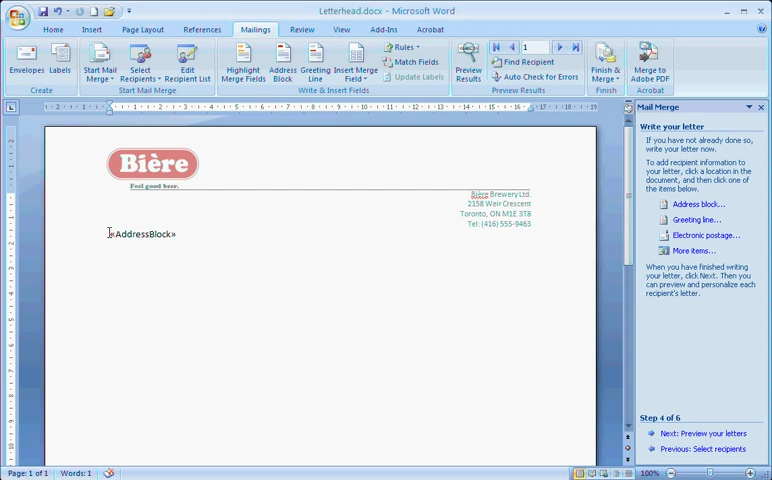 Letterhead.docx - Microsoft Word
Home Insert Page Layout References Mailings Review View Add-Ins Acrobat
Envelopes Labels
Create
Start Mail Merge
Select Recipients
Edit Recipient List
Start Mail Merge
Highlight Merge Fields
Address Block
Greeting Line
Insert Merge Field
Rules
Match Fields
Update Labels
Write & Insert Fields
Preview Results
1
Find Recipient
Auto Check for Errors
Preview Results
Finish & Merge
Finish
Merge to Adobe PDF
Acrobat
Bière
Feel good beer.
Bière Brewery Ltd.
2158 Weir Crescent
Toronto, ON M1E 3T8
Tel: (416) 555-9463
«AddressBlock»
Mail Merge
Write your letter
If you have not already done so,
write your letter now.
To add recipient information to
your letter, click a location in the
document, and then click one of
the items below.
Address block...
Greeting line...
Electronic postage...
More items...
When you have finished writing
your letter, click Next. Then you
can preview and personalize each
recipient's letter.
Step 4 of 6
Next: Preview your letters
Previous: Select recipients
Page: 1 of 1 Words: 1
100%